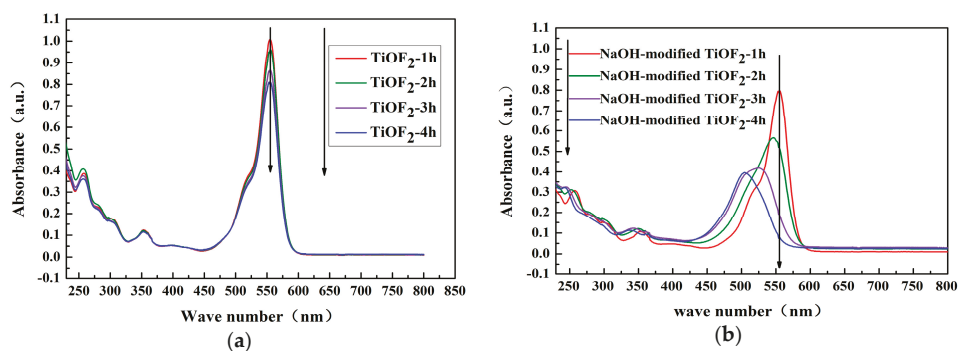 1.1
1.0
0.9
0.8
0.7
0.6
0.5
0.4
0.3
0.2
0.1
0.0
-0.1
Absorbance (a.u.)
TiOF2-1h
TiOF2-2h
TiOF2-3h
TiOF2-4h
250 300 350 400 450 500 550 600 650 700 750 800 850
Wave number（nm）
(a)
1.1
1.0
0.9
0.8
0.7
0.6
0.5
0.4
0.3
0.2
0.1
0.0
-0.1
Absorbance（a.u.）
NaOH-modified TiOF2-1h
NaOH-modified TiOF2-2h
NaOH-modified TiOF2-3h
NaOH-modified TiOF2-4h
250 300 350 400 450 500 550 600 650 700 750 800
wave number（nm）
(b)